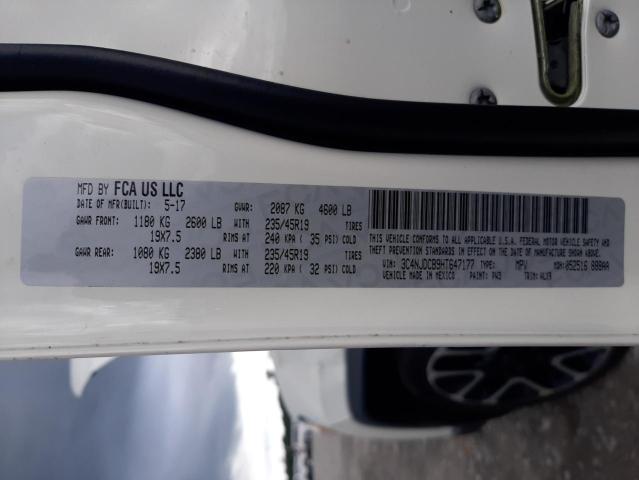 MFD BY FCA US LLC
DATE OF MFR(BUILT): 5-17 GVWR: 2087 KG 4600 LB
GAWR FRONT: 1180 KG 2600 LB WITH 235/45R19 TIRES
19X7.5 RIMS AT 240 KPA ( 35 PSI) COLD
GAWR REAR: 1080 KG 2380 LB WITH 235/45R19 TIRES
19X7.5 RIMS AT 220 KPA ( 32 PSI) COLD
THIS VEHICLE CONFORMS TO ALL APPLICABLE U.S.A. FEDERAL MOTOR VEHICLE SAFETY AND
THEFT PREVENTION STANDARDS IN EFFECT ON THE DATE OF MANUFACTURE SHOWN ABOVE.
VIN: 3C4NJDCB9HT647177 TYPE: MPV MDH: 052516 888AA
VEHICLE MADE IN MEXICO PAINT: PW3 TRIM: